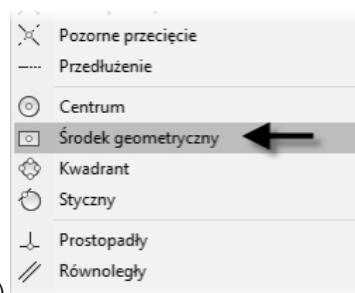 Pozorne przecięcie
Przedłużenie
Centrum
Środek geometryczny
Kwadrant
Styczny
Prostopadły
Równoległy
)